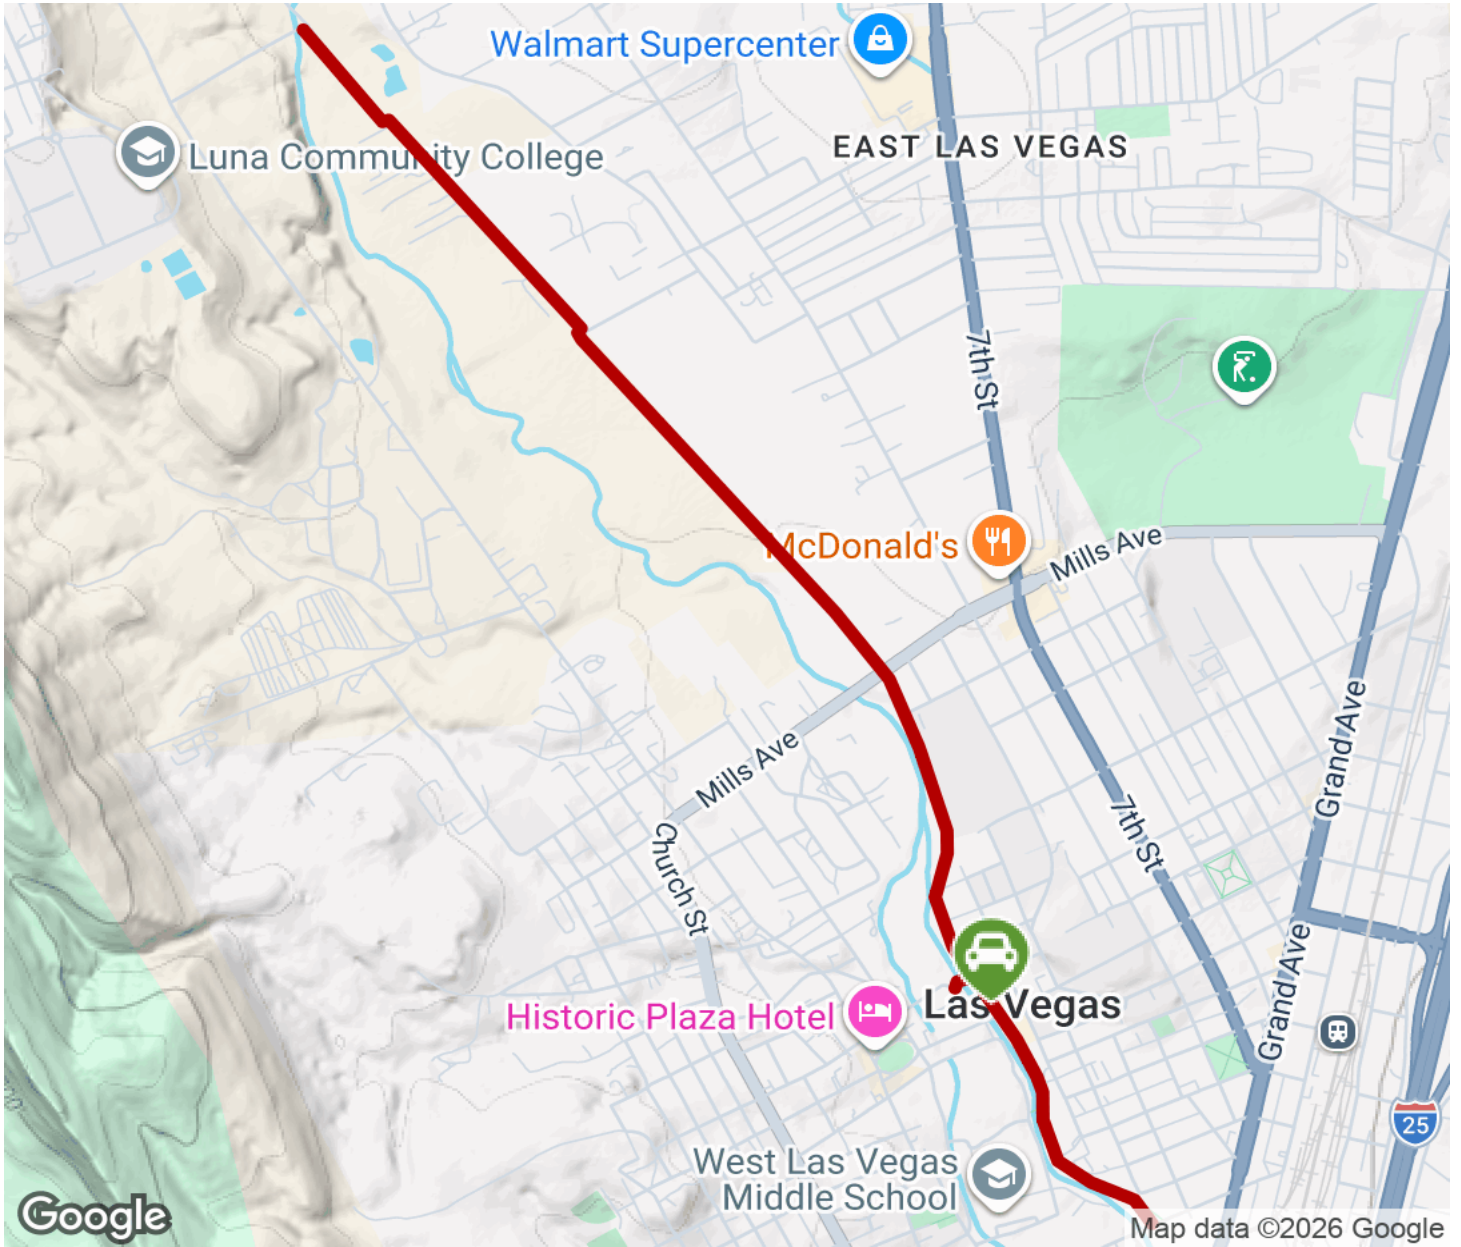 Walmart Supercenter
EAST LAS VEGAS
Luna Community College
7th St
McDonald's
Mills Ave
Mills Ave
Grand Ave
7th St
Church St
Grand Ave
Las Vegas
Historic Plaza Hotel
25
West Las Vegas
Middle School
Google
Map data ©2026 Google